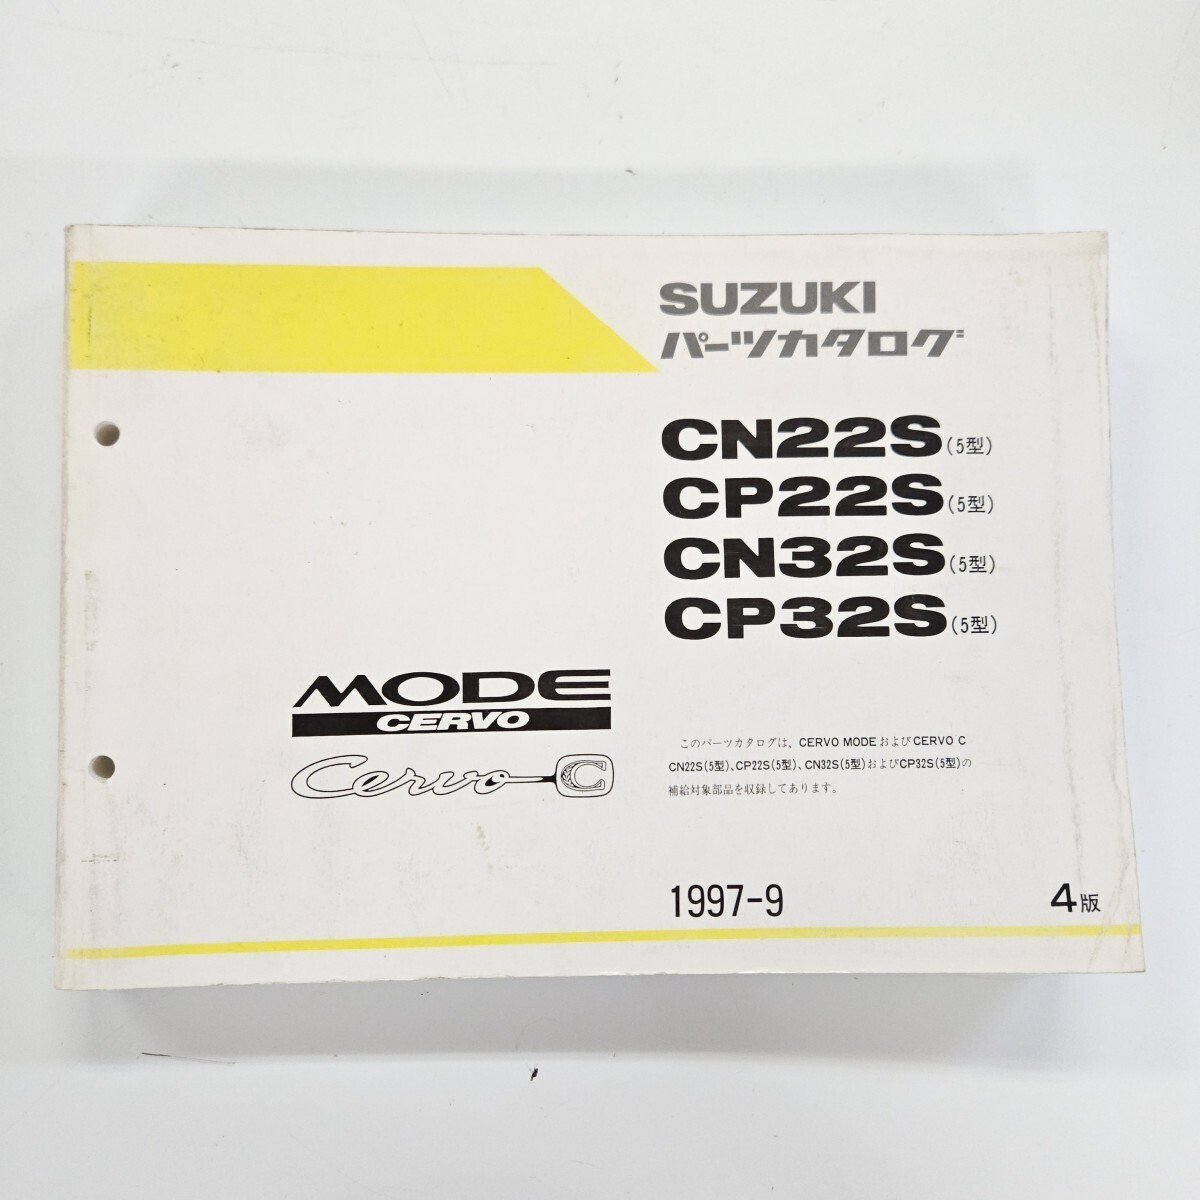 SUZUKI
パーツカタログ
CN22S(5型)
CP22S(5型)
CN32S(5型)
CP32S(5型)
MODE
CERVO
Cervo C
このパーツカタログは、CERVO MODEおよびCERVO C
CN22S(5型)、CP22S(5型)、CN32S(5型)およびCP32S(5型)の
補給対象部品を収録してあります。
1997-9
4版